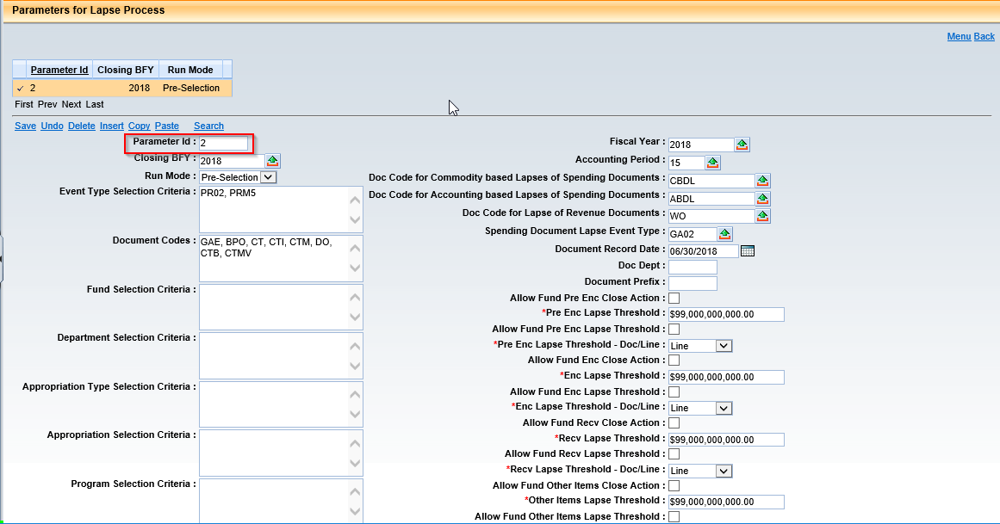 Parameters for Lapse Process
Menu Back
Parameter Id Closing BFY Run Mode
2 2018 Pre-Selection
First Prev Next Last
Save Undo Delete Insert Copy Paste Search
Parameter Id : 2
Closing BFY : 2018
Run Mode : Pre-Selection
Event Type Selection Criteria : PR02, PRM5
Document Codes : GAE, BPO, CT, CTI, CTM, DO,
CTB, CTMV
Fund Selection Criteria :
Department Selection Criteria :
Appropriation Type Selection Criteria :
Appropriation Selection Criteria :
Program Selection Criteria :
Fiscal Year : 2018
Accounting Period : 15
Doc Code for Commodity based Lapses of Spending Documents : CBDL
Doc Code for Accounting based Lapses of Spending Documents : ABDL
Doc Code for Lapse of Revenue Documents : WO
Spending Document Lapse Event Type : GA02
Document Record Date : 06/30/2018
Doc Dept :
Document Prefix :
Allow Fund Pre Enc Close Action :
*Pre Enc Lapse Threshold : $99,000,000,000.00
Allow Fund Pre Enc Lapse Threshold :
*Pre Enc Lapse Threshold - Doc/Line : Line
Allow Fund Enc Close Action :
*Enc Lapse Threshold : $99,000,000,000.00
Allow Fund Enc Lapse Threshold :
*Enc Lapse Threshold - Doc/Line : Line
Allow Fund Recv Close Action :
*Recv Lapse Threshold : $99,000,000,000.00
Allow Fund Recv Lapse Threshold :
*Recv Lapse Threshold - Doc/Line : Line
Allow Fund Other Items Close Action :
*Other Items Lapse Threshold : $99,000,000,000.00
Allow Fund Other Items Lapse Threshold :